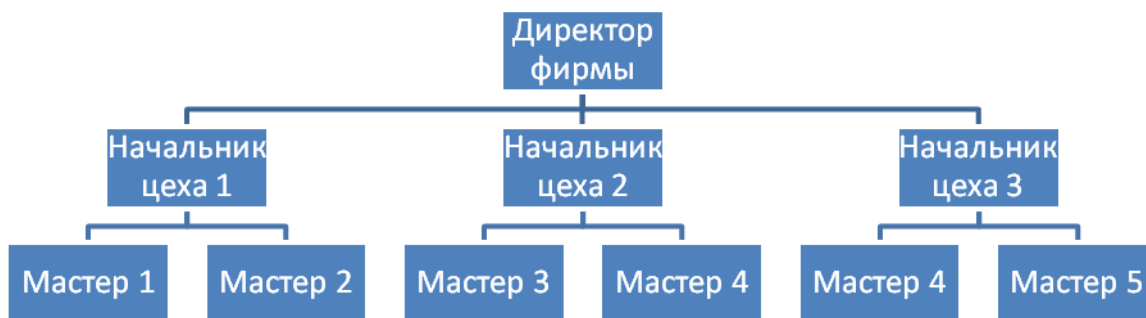 Директор
фирмы
Начальник
цеха 1
Начальник
цеха 2
Начальник
цеха 3
Мастер 1
Мастер 2
Мастер 3
Мастер 4
Мастер 4
Мастер 5